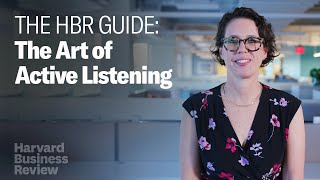 THE HBR GUIDE:
The Art of
Active Listening
Harvard
Business
Review